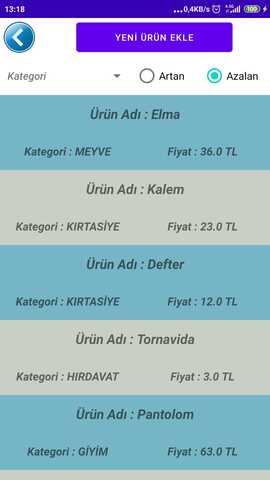 13:18
...0,4KB/s
100
YENİ ÜRÜN EKLE
Kategori
Artan
Azalan
Ürün Adı : Elma
Kategori : MEYVE
Fiyat : 36.0 TL
Ürün Adı : Kalem
Kategori : KIRTASİYE
Fiyat : 23.0 TL
Ürün Adı : Defter
Kategori : KIRTASİYE
Fiyat : 12.0 TL
Ürün Adı : Tornavida
Kategori : HIRDAVAT
Fiyat : 3.0 TL
Ürün Adı : Pantolom
Kategori : GİYİM
Fiyat : 63.0 TL